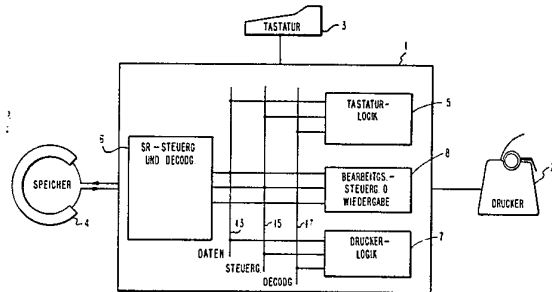 TASTATUR
3
1
TASTATUR-
LOGIK
5
6
SR-STEUERG
UND DECODG.
SPEICHER
4
BEARBEITGS.-
STEUERG. O
WIEDERGABE
8
DRUCKER
2
13
15
17
DATEN
STEUERG.
DECODG
DRUCKER-
LOGIK
7